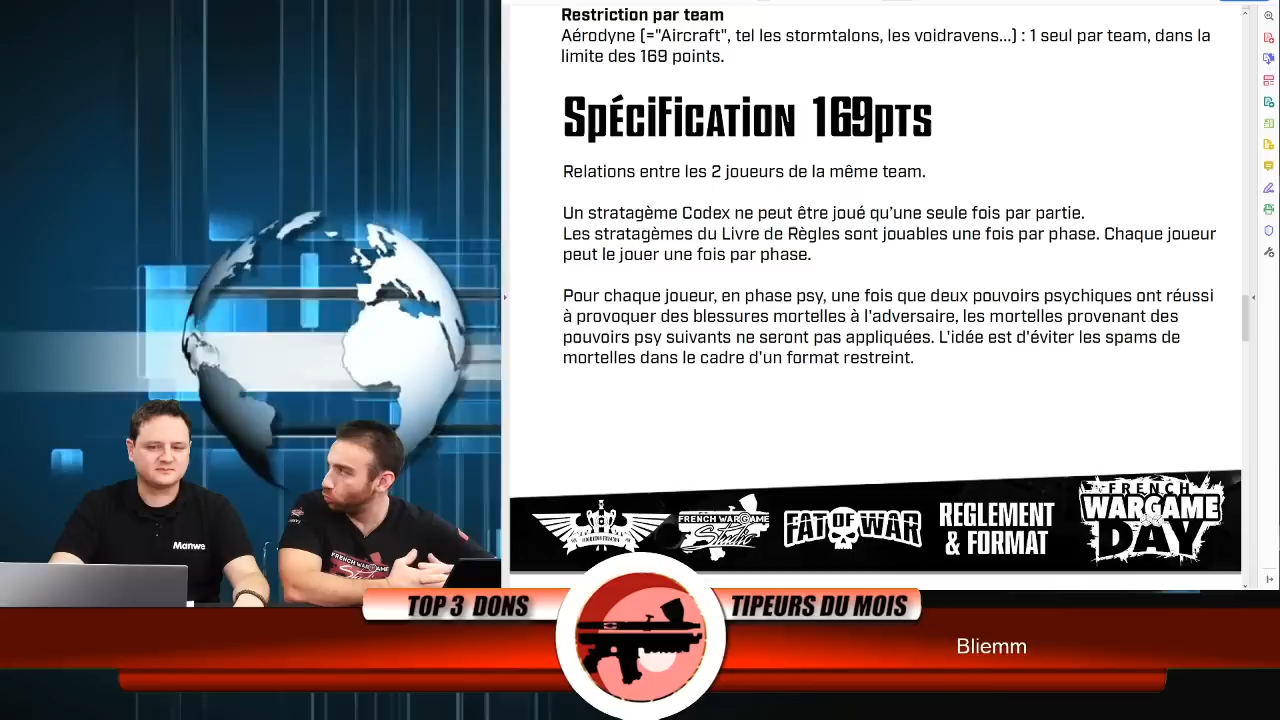 Restriction par team
Aérodyne (="Aircraft", tel les stormtalons, les voidravens...) : 1 seul par team, dans la
limite des 169 points.
Spécification 169pts
Relations entre les 2 joueurs de la même team.
Un stratagème Codex ne peut être joué qu'une seule fois par partie.
Les stratagèmes du Livre de Règles sont jouables une fois par phase. Chaque joueur
peut le jouer une fois par phase.
Pour chaque joueur, en phase psy, une fois que deux pouvoirs psychiques ont réussi
à provoquer des blessures mortelles à l'adversaire, les mortelles provenant des
pouvoirs psy suivants ne seront pas appliquées. L'idée est d'éviter les spams de
mortelles dans le cadre d'un format restreint.
FRENCH WARGAME
Studio
FAT OF WAR
REGLEMENT
& FORMAT
FRENCH
WARGAME
DAY
Manwe
FRENCH WARGAME
Studio
TOP 3 DONS
TIPEURS DU MOIS
Bliemm